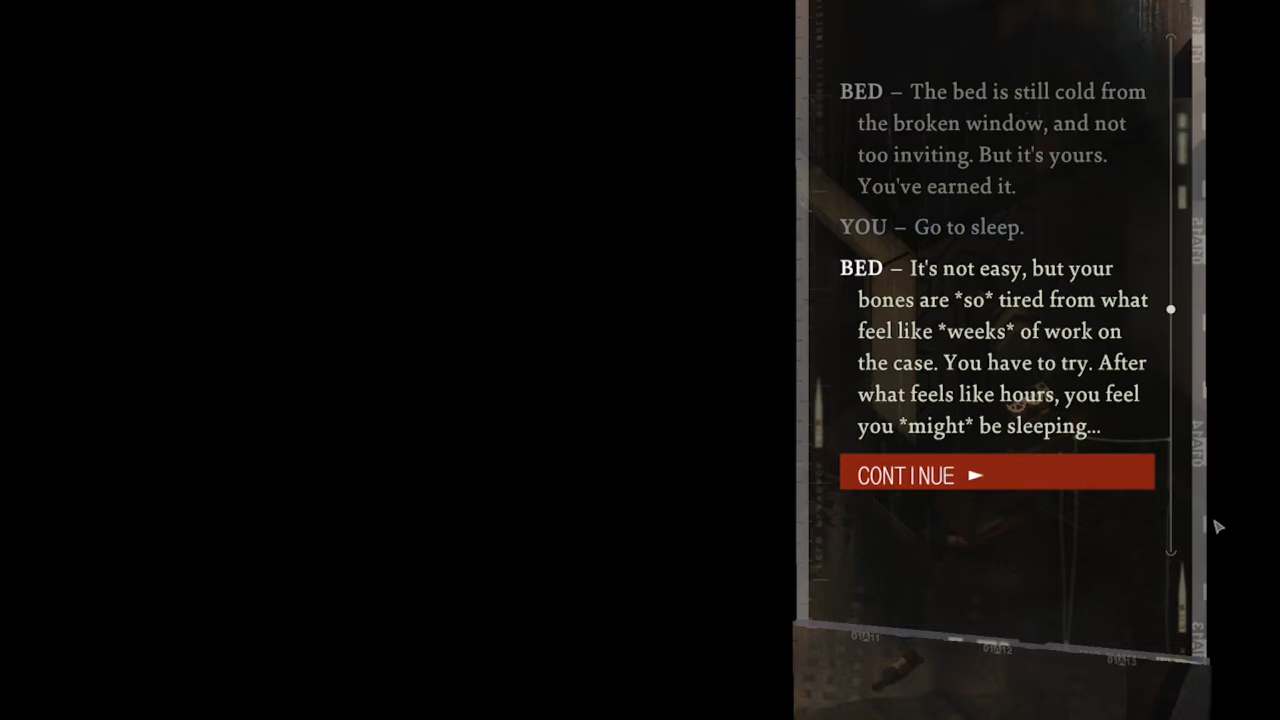 BED – The bed is still cold from
the broken window, and not
too inviting. But it's yours.
You've earned it.
YOU – Go to sleep.
BED – It's not easy, but your
bones are *so* tired from what
feel like *weeks* of work on
the case. You have to try. After
what feels like hours, you feel
you *might* be sleeping...
CONTINUE ►
01A11
01A12
01A13